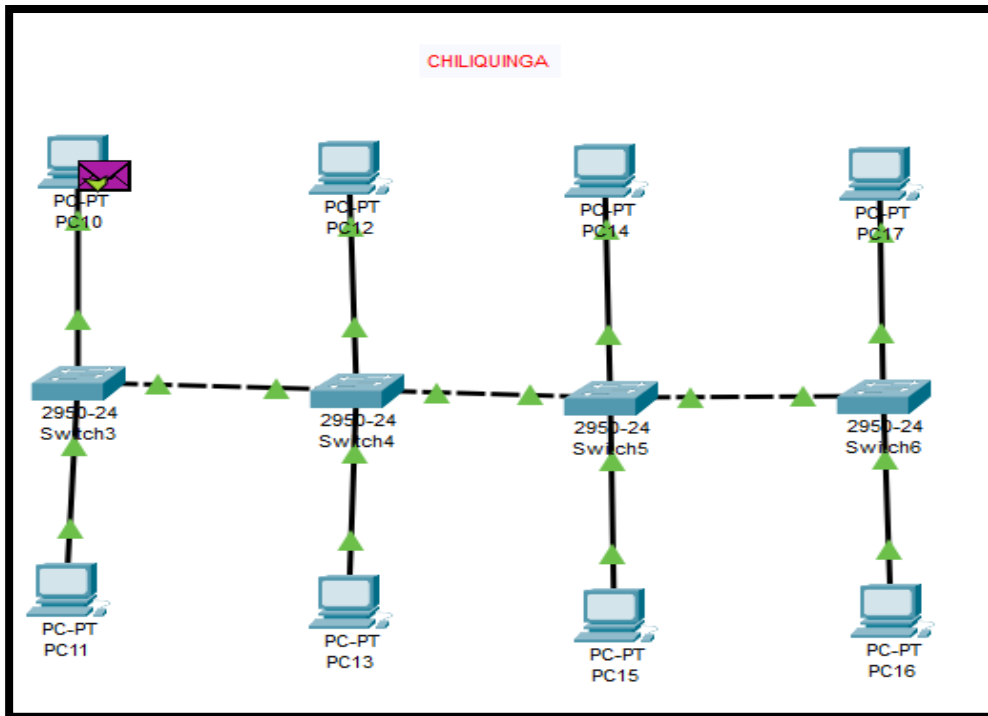 CHILIQUINGA
PC-PT
PC10
PC-PT
PC12
PC-PT
PC14
PC-PT
PC17
2950-24
Switch3
2950-24
Switch4
2950-24
Switch5
2950-24
Switch6
PC-PT
PC11
PC-PT
PC13
PC-PT
PC15
PC-PT
PC16